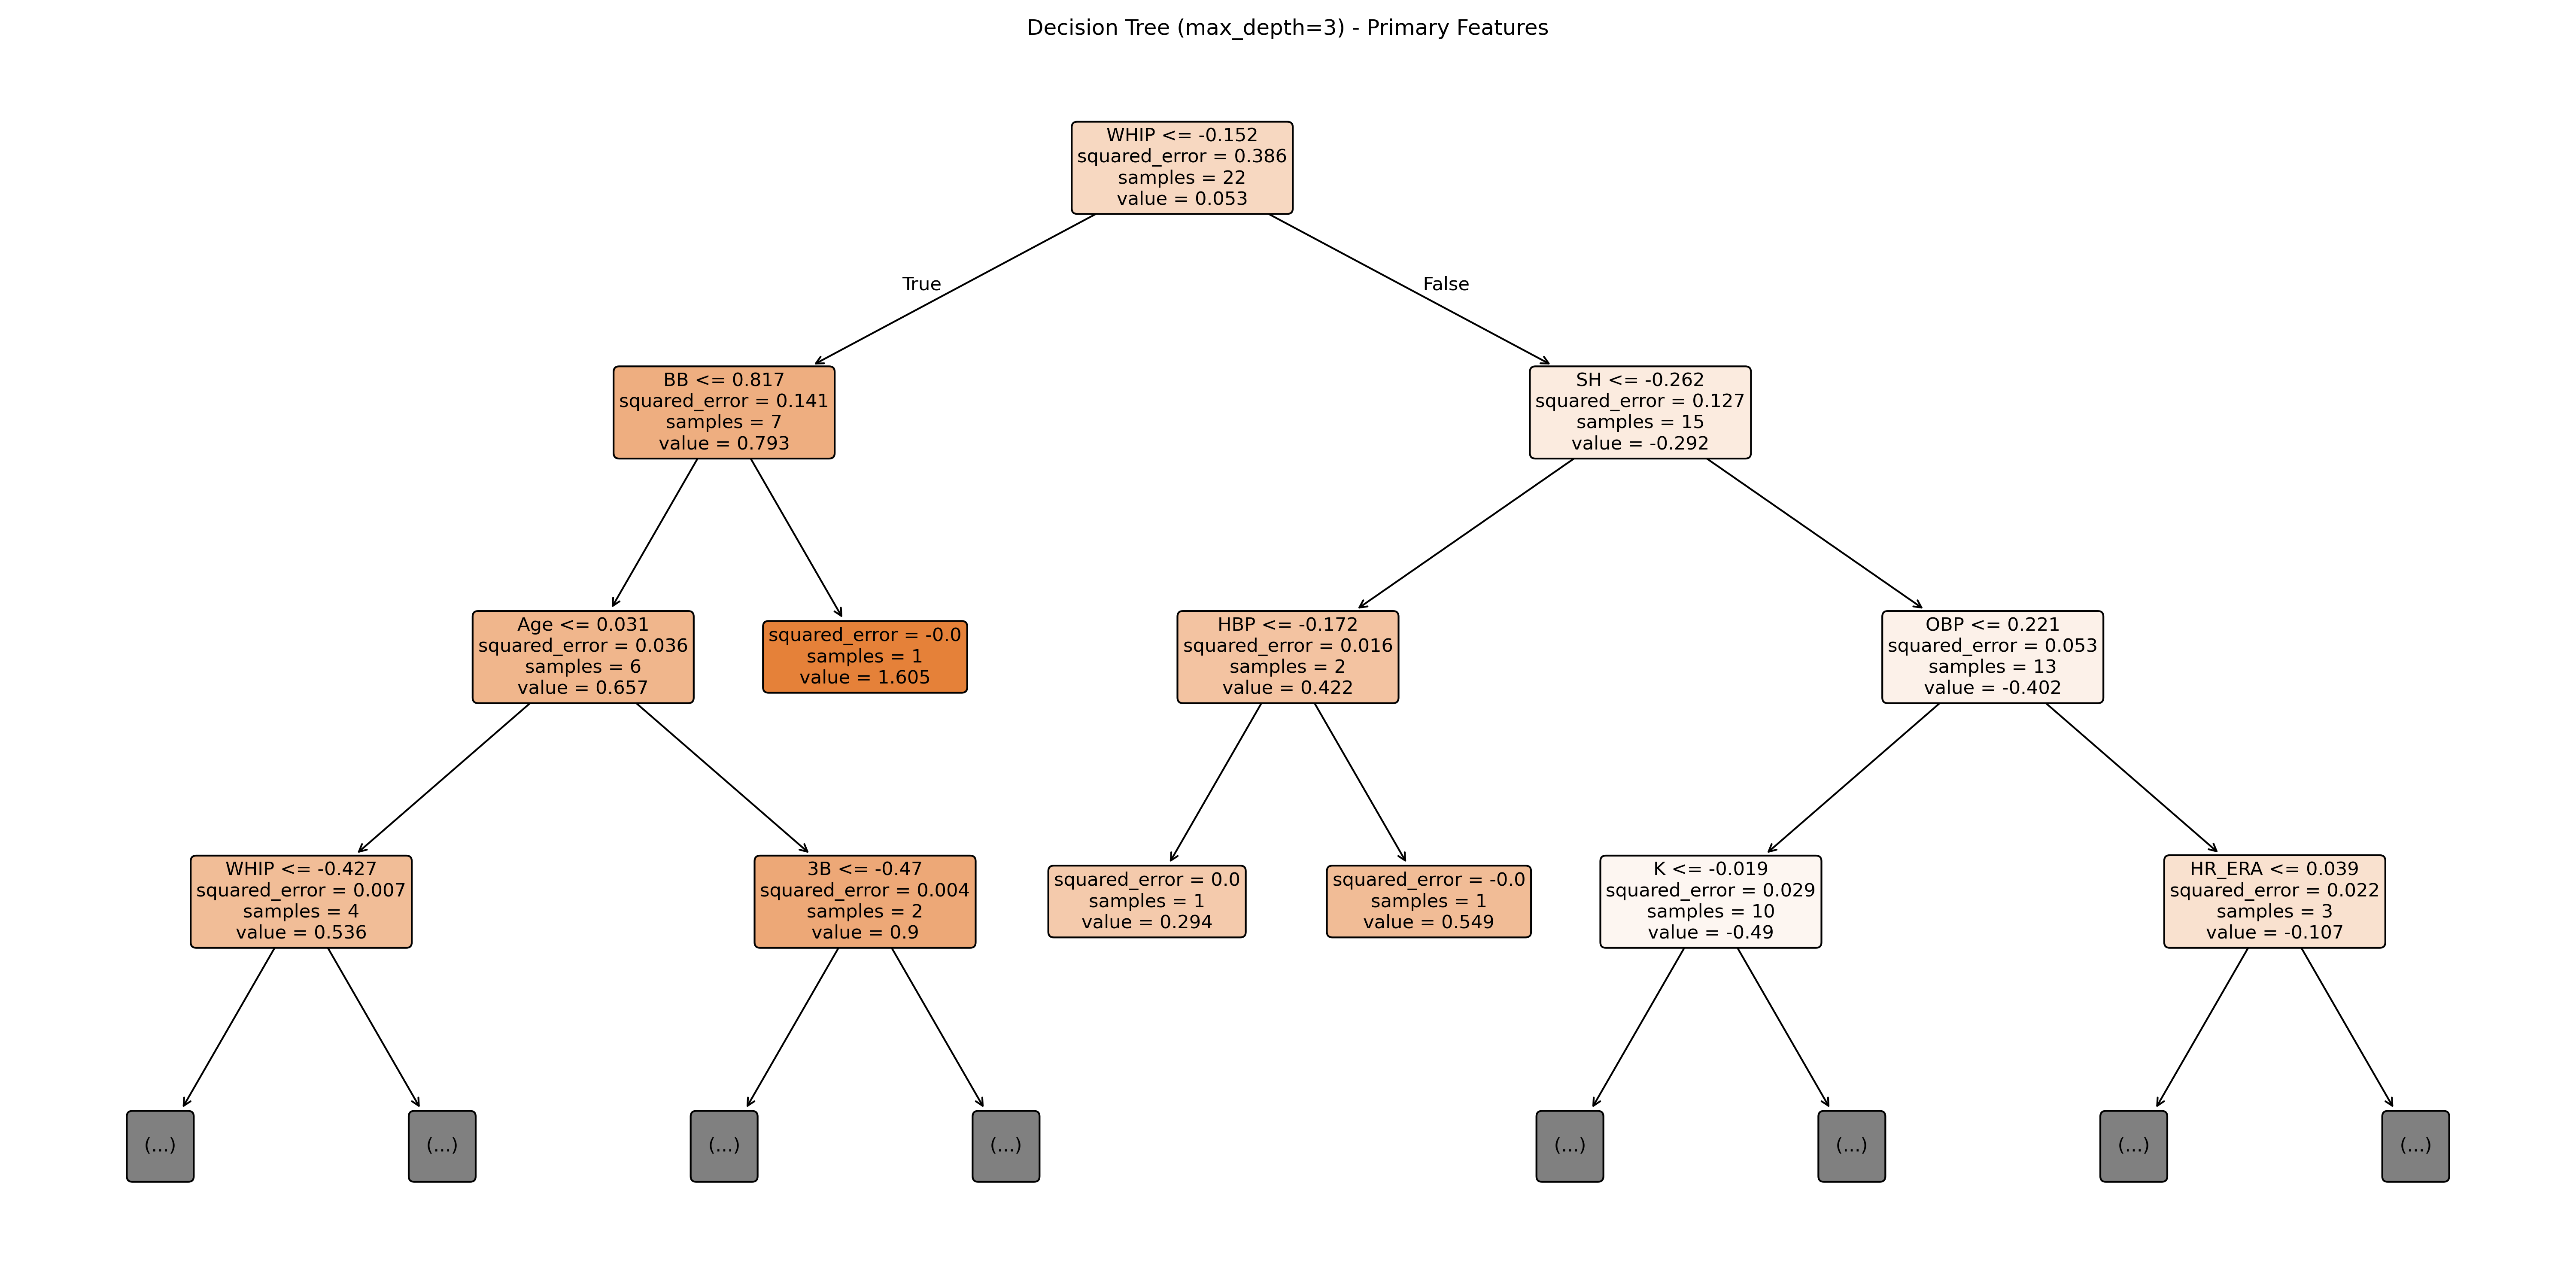 Decision Tree (max_depth=3) - Primary Features
WHIP <= -0.152
squared_error = 0.386
samples = 22
value = 0.053
True
False
BB <= 0.817
squared_error = 0.141
samples = 7
value = 0.793
SH <= -0.262
squared_error = 0.127
samples = 15
value = -0.292
Age <= 0.031
squared_error = 0.036
samples = 6
value = 0.657
squared_error = -0.0
samples = 1
value = 1.605
HBP <= -0.172
squared_error = 0.016
samples = 2
value = 0.422
OBP <= 0.221
squared_error = 0.053
samples = 13
value = -0.402
WHIP <= -0.427
squared_error = 0.007
samples = 4
value = 0.536
3B <= -0.47
squared_error = 0.004
samples = 2
value = 0.9
squared_error = 0.0
samples = 1
value = 0.294
squared_error = -0.0
samples = 1
value = 0.549
K <= -0.019
squared_error = 0.029
samples = 10
value = -0.49
HR_ERA <= 0.039
squared_error = 0.022
samples = 3
value = -0.107
(...)
(...)
(...)
(...)
(...)
(...)
(...)
(...)